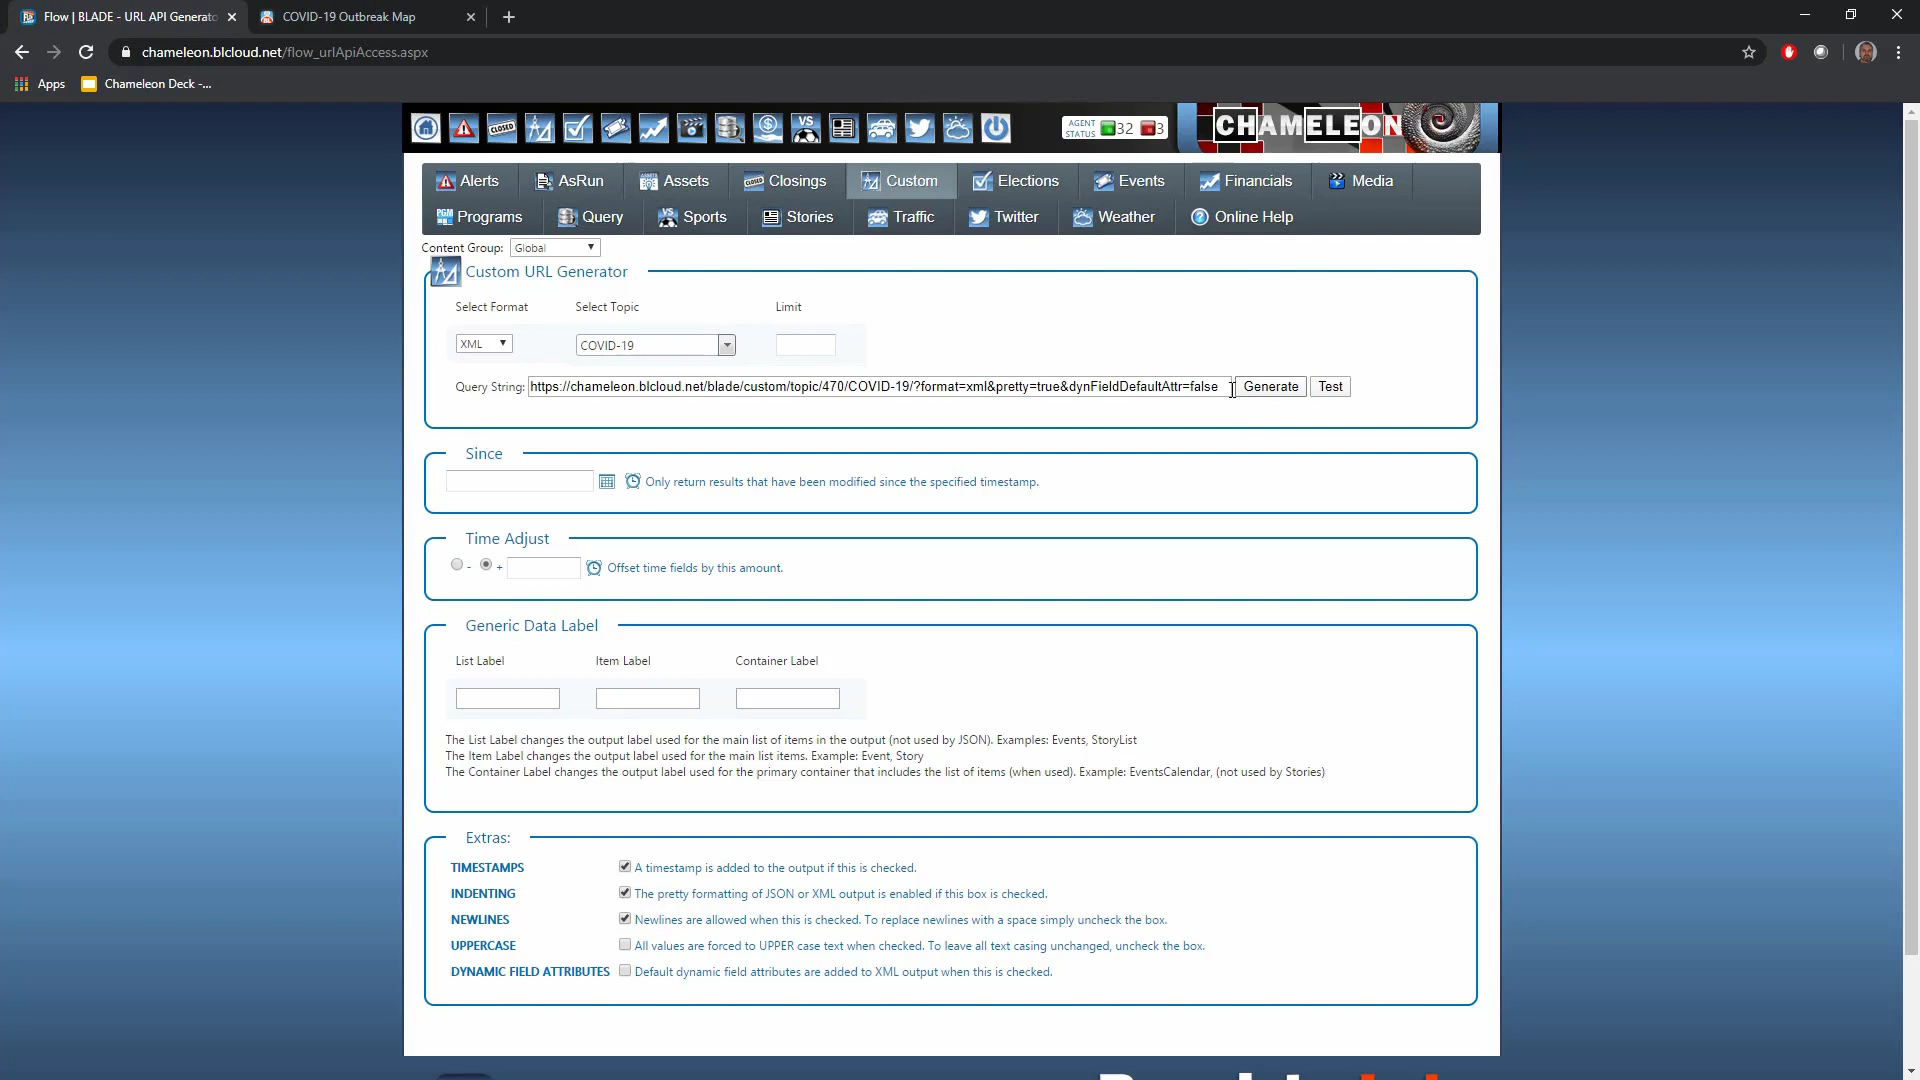 Flow | BLADE - URL API Generato
COVID-19 Outbreak Map
chameleon.blcloud.net/flow_urlApiAccess.aspx
Apps
Chameleon Deck -...
CLOSED
VS
AGENT STATUS 32 3
CHAMELEON
Alerts AsRun Assets Closings Custom Elections Events Financials Media
Programs Query Sports Stories Traffic Twitter Weather Online Help
Content Group: Global
Custom URL Generator
Select Format Select Topic Limit
XML COVID-19
Query String: https://chameleon.blcloud.net/blade/custom/topic/470/COVID-19/?format=xml&pretty=true&dynFieldDefaultAttr=false Generate Test
Since
Only return results that have been modified since the specified timestamp.
Time Adjust
- + Offset time fields by this amount.
Generic Data Label
List Label Item Label Container Label
The List Label changes the output label used for the main list of items in the output (not used by JSON). Examples: Events, StoryList
The Item Label changes the output label used for the main list items. Example: Event, Story
The Container Label changes the output label used for the primary container that includes the list of items (when used). Example: EventsCalendar, (not used by Stories)
Extras:
TIMESTAMPS A timestamp is added to the output if this is checked.
INDENTING The pretty formatting of JSON or XML output is enabled if this box is checked.
NEWLINES Newlines are allowed when this is checked. To replace newlines with a space simply uncheck the box.
UPPERCASE All values are forced to UPPER case text when checked. To leave all text casing unchanged, uncheck the box.
DYNAMIC FIELD ATTRIBUTES Default dynamic field attributes are added to XML output when this is checked.